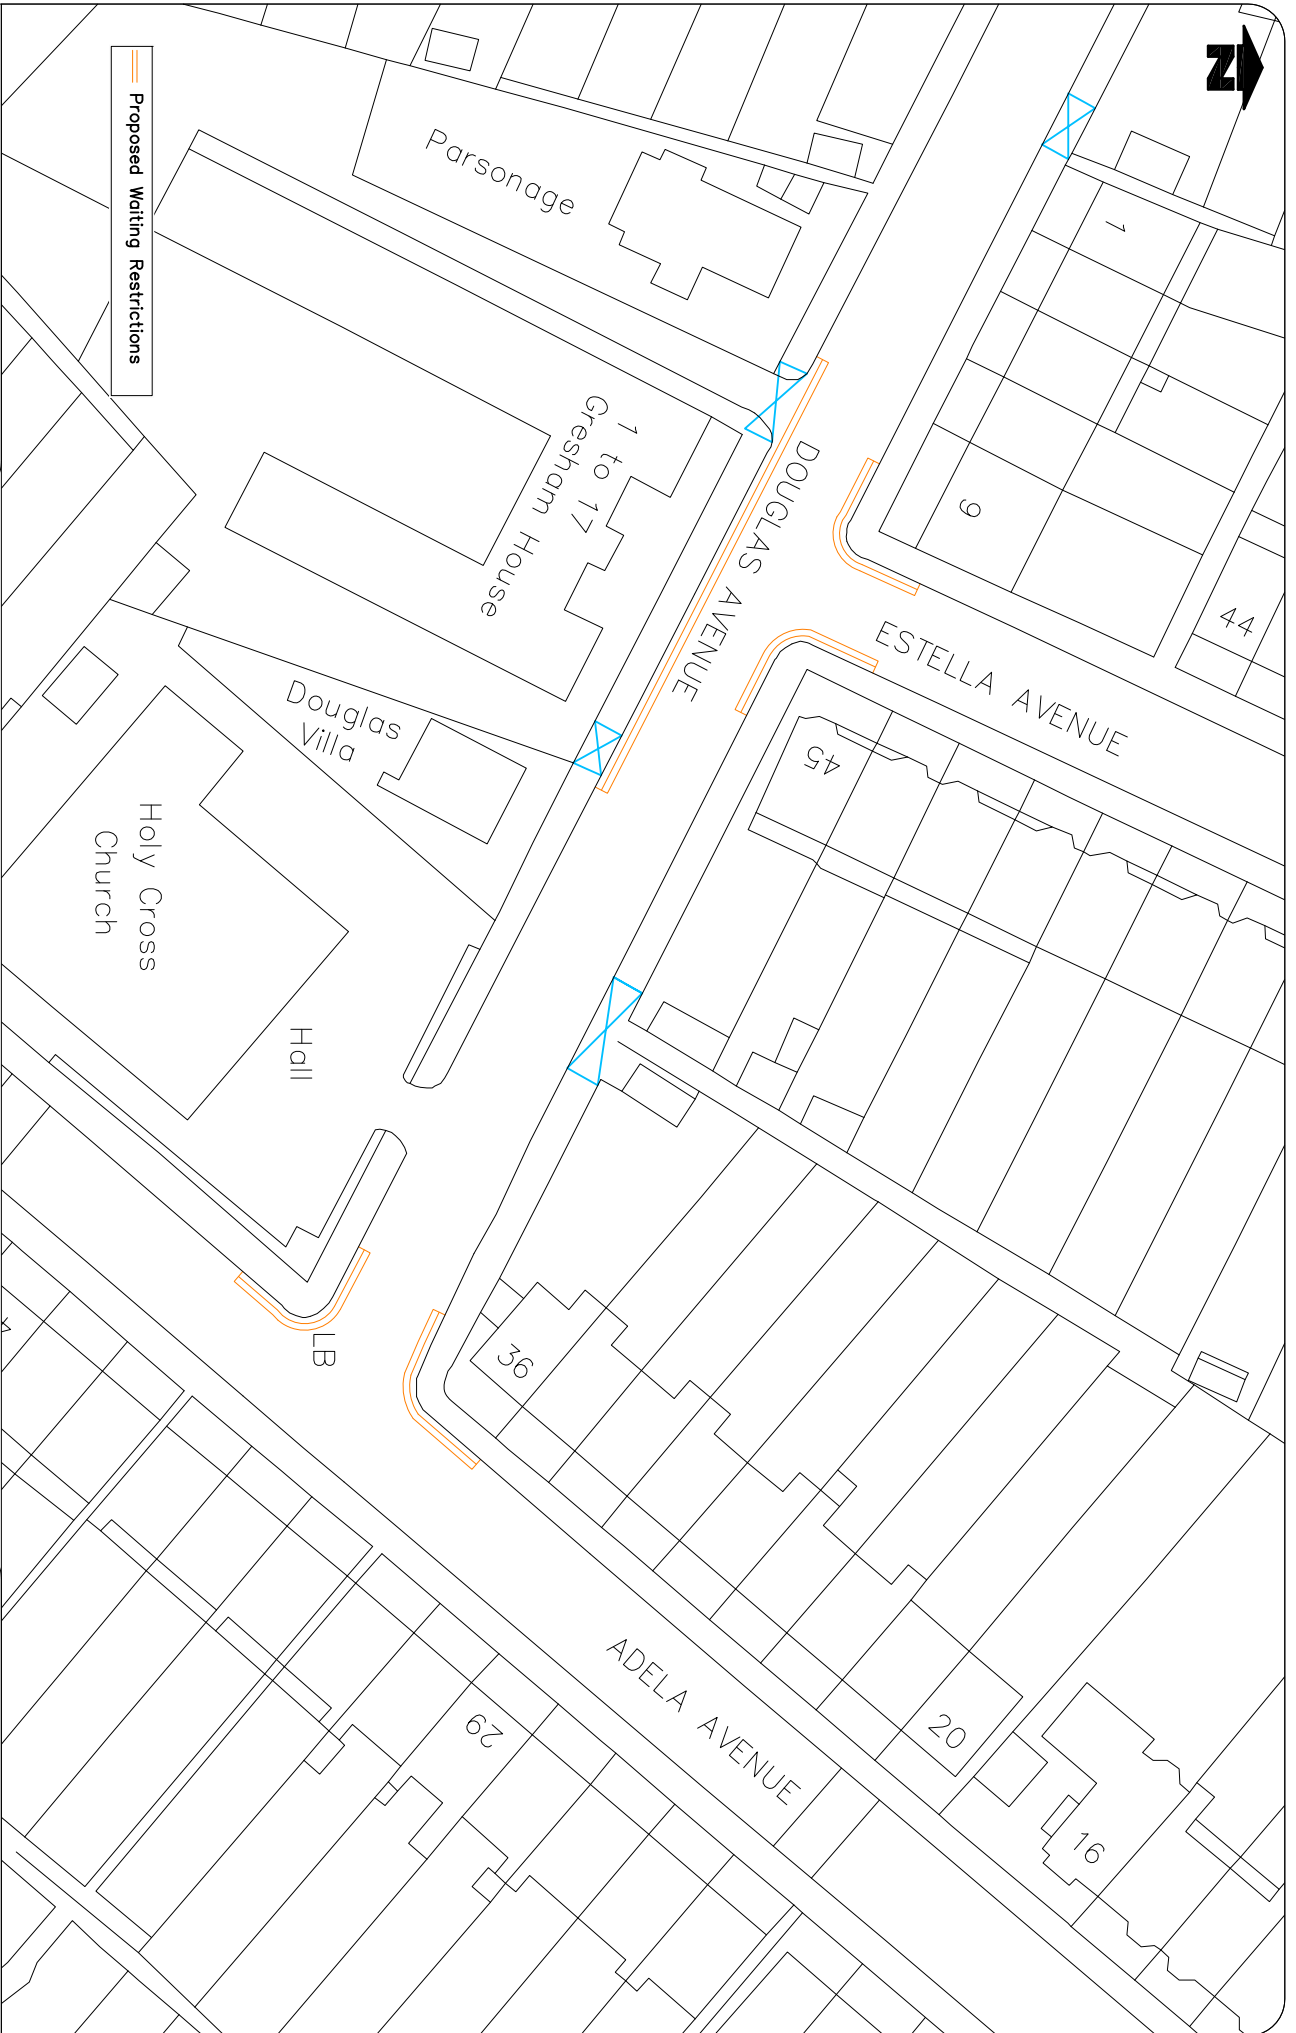 N
Proposed Waiting Restrictions
Parsonage
1
9
44
1 to 17
Gresham House
DOUGLAS AVENUE
ESTELLA AVENUE
45
Douglas
Villa
Holy Cross
Church
Hall
LB
36
ADELA AVENUE
29
20
16